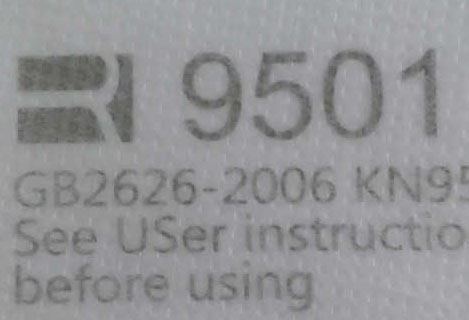 9501
GB2626-2006 KN95
See USer instructio
before using